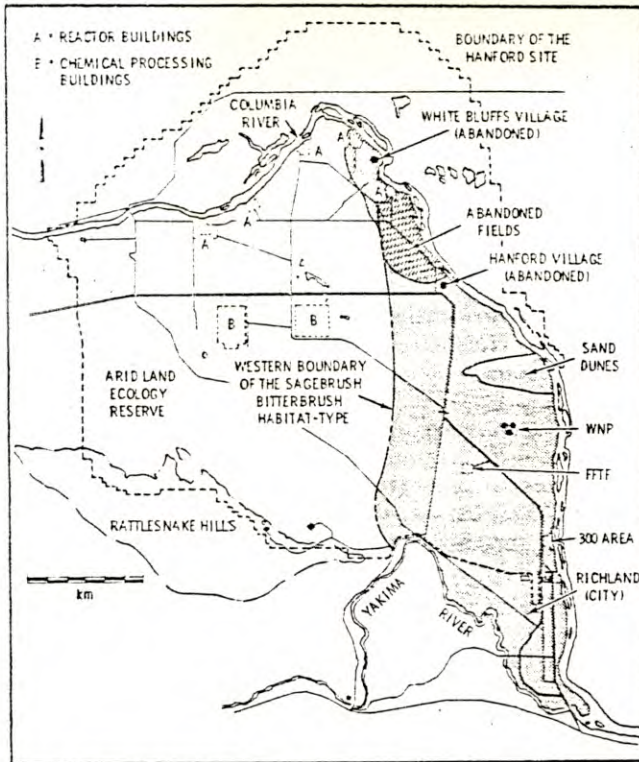 A • REACTOR BUILDINGS
B • CHEMICAL PROCESSING
BUILDINGS
BOUNDARY OF THE
HANFORD SITE
COLUMBIA
RIVER
WHITE BLUFFS VILLAGE
(ABANDONED)
A
A
A
A
A
ABANDONED
FIELDS
HANFORD VILLAGE
(ABANDONED)
B
B
SAND
DUNES
ARID LAND
ECOLOGY
RESERVE
WESTERN BOUNDARY
OF THE SAGEBRUSH
BITTERBRUSH
HABITAT-TYPE
WNP
FFTF
RATTLESNAKE HILLS
300 AREA
RICHLAND
(CITY)
km
YAKIMA
RIVER